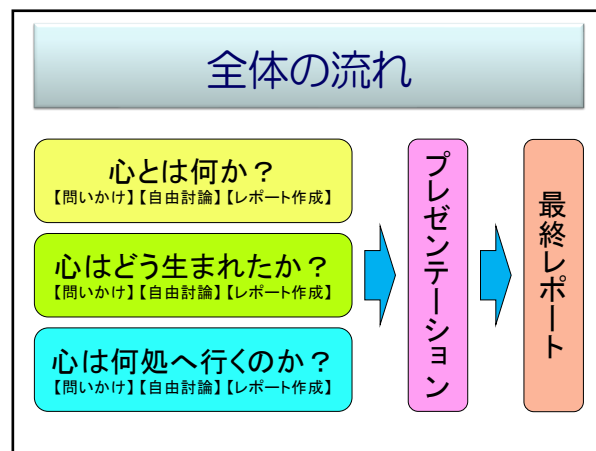 全体の流れ
心とは何か？
【問いかけ】【自由討論】【レポート作成】
心はどう生まれたか？
【問いかけ】【自由討論】【レポート作成】
心は何処へ行くのか？
【問いかけ】【自由討論】【レポート作成】
プレゼンテーション
最終レポート